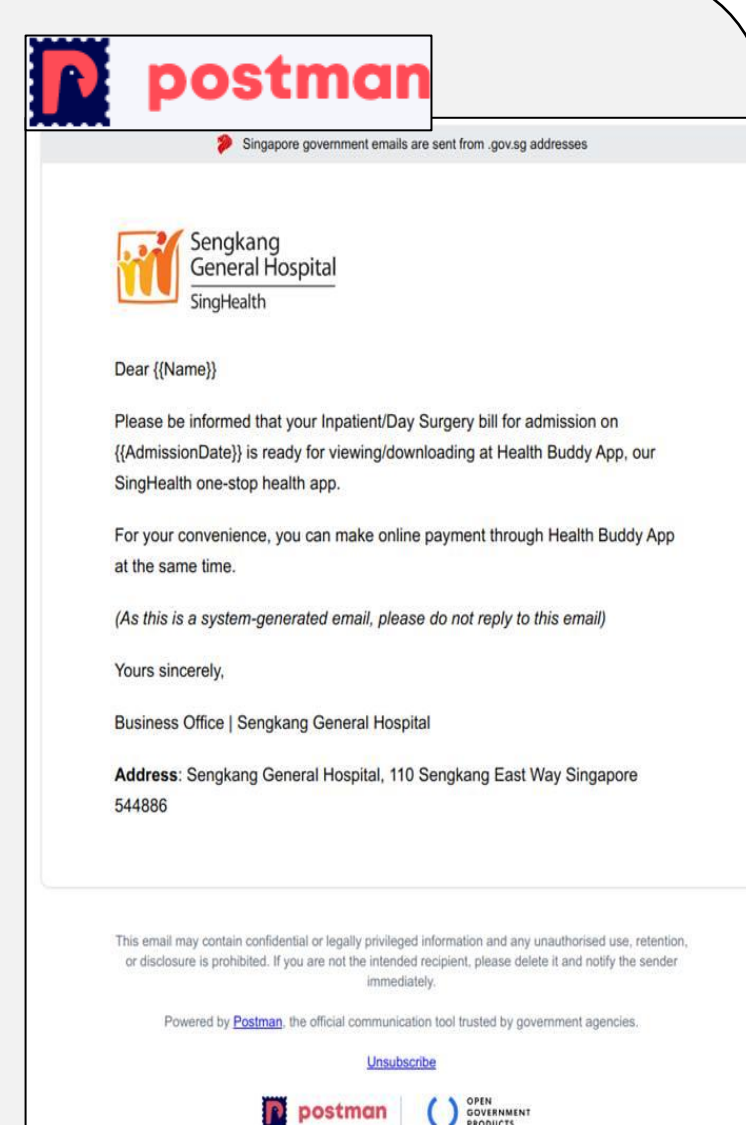 postman
Singapore government emails are sent from .gov.sg addresses
Sengkang
General Hospital
SingHealth
Dear {{Name}}
Please be informed that your Inpatient/Day Surgery bill for admission on
{{AdmissionDate}} is ready for viewing/downloading at Health Buddy App, our
SingHealth one-stop health app.
For your convenience, you can make online payment through Health Buddy App
at the same time.
(As this is a system-generated email, please do not reply to this email)
Yours sincerely,
Business Office | Sengkang General Hospital
Address: Sengkang General Hospital, 110 Sengkang East Way Singapore
544886
This email may contain confidential or legally privileged information and any unauthorised use, retention,
or disclosure is prohibited. If you are not the intended recipient, please delete it and notify the sender
immediately.
Powered by Postman, the official communication tool trusted by government agencies.
Unsubscribe
postman
OPEN
GOVERNMENT
PRODUCTS